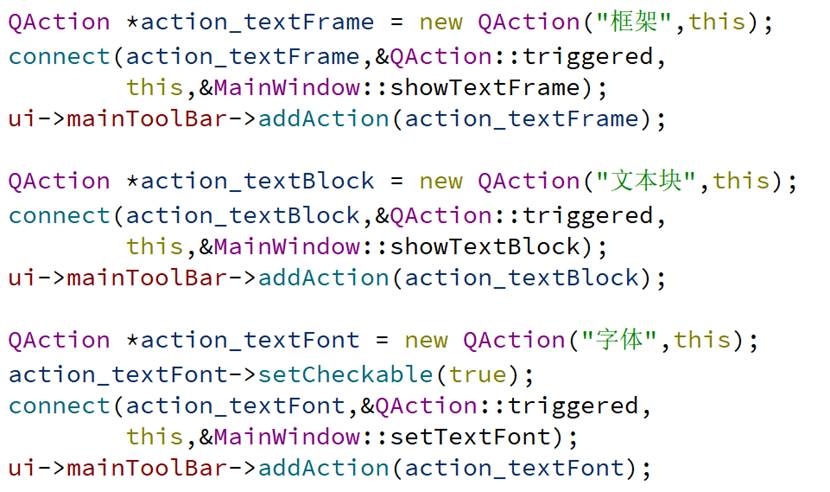 QAction *action_textFrame = new QAction("框架",this);
connect(action_textFrame,&QAction::triggered,
        this,&MainWindow::showTextFrame);
ui->mainToolBar->addAction(action_textFrame);

QAction *action_textBlock = new QAction("文本块",this);
connect(action_textBlock,&QAction::triggered,
        this,&MainWindow::showTextBlock);
ui->mainToolBar->addAction(action_textBlock);

QAction *action_textFont = new QAction("字体",this);
action_textFont->setCheckable(true);
connect(action_textFont,&QAction::triggered,
        this,&MainWindow::setTextFont);
ui->mainToolBar->addAction(action_textFont);